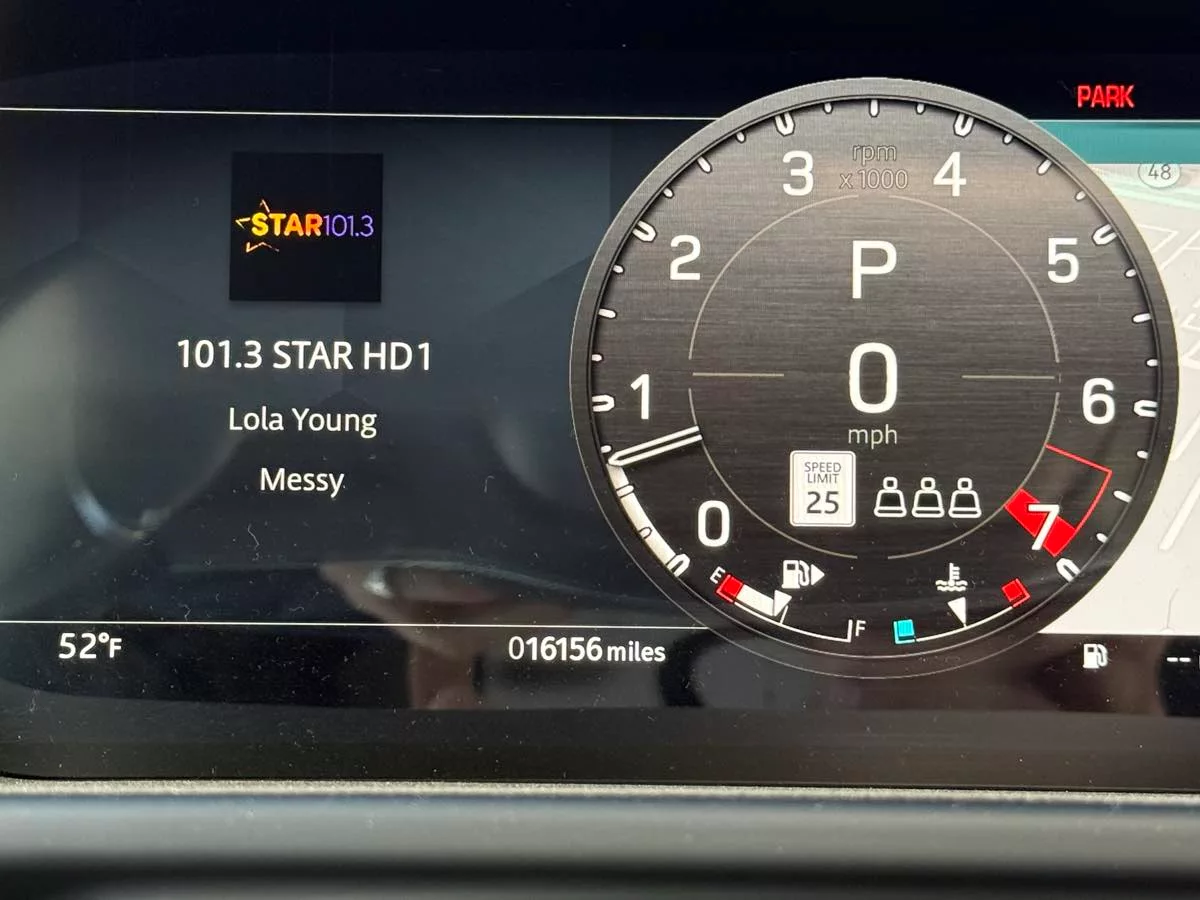 PARK
48
STAR101.3
101.3 STAR HD1
Lola Young
Messy
rpm
x 1000
0
1
2
3
4
5
6
7
P
0
mph
SPEED
LIMIT
25
E
F
52°F
016156 miles
--